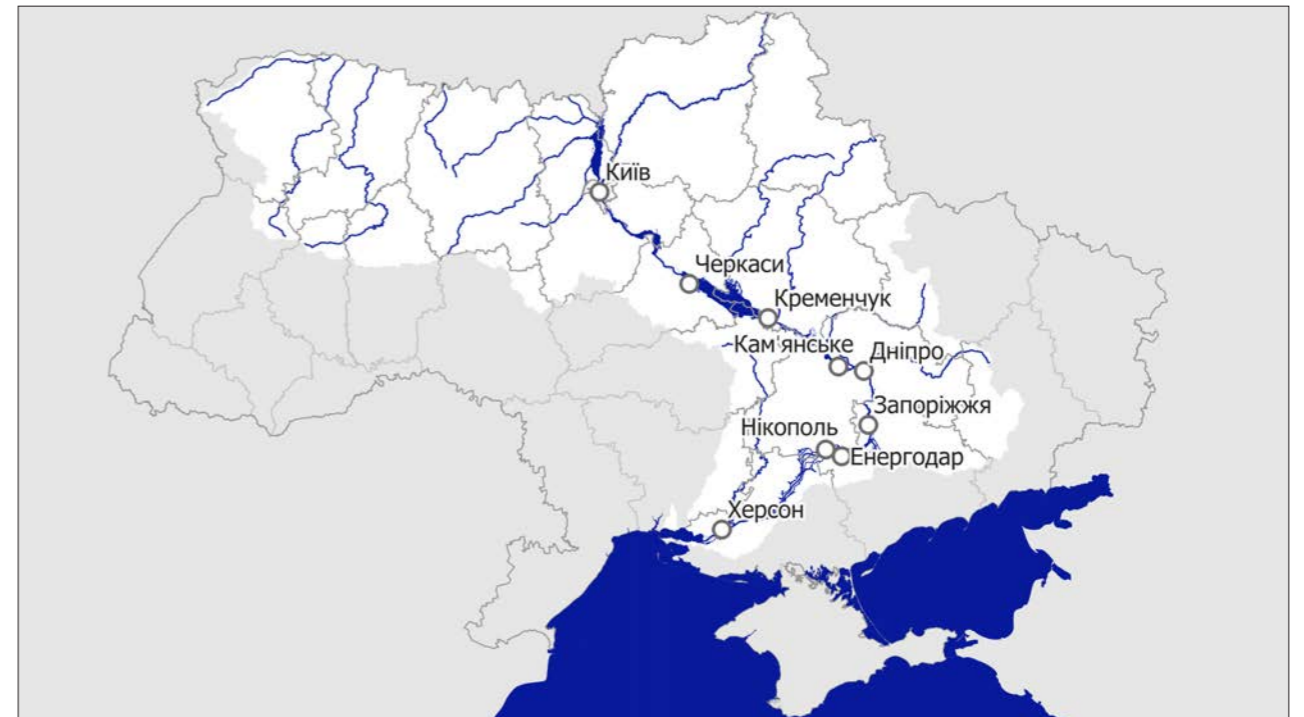 Київ
Черкаси
Кременчук
Кам'янське
Дніпро
Запоріжжя
Нікополь
Енергодар
Херсон